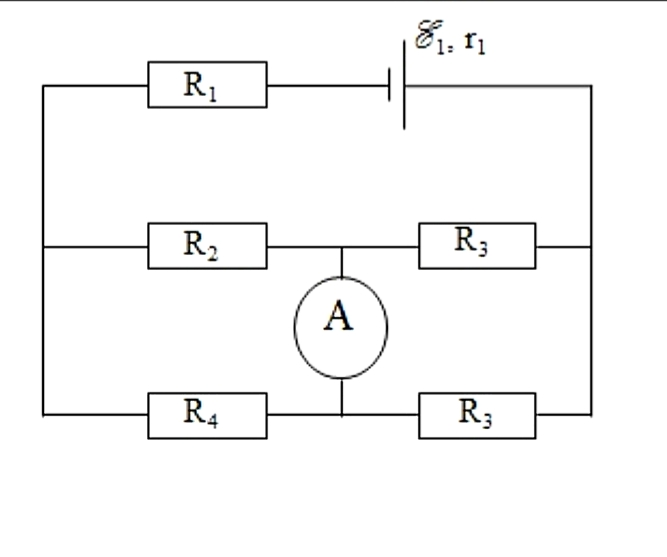 ℰ₁, r₁
R₁
R₂
R₃
A
R₄
R₃